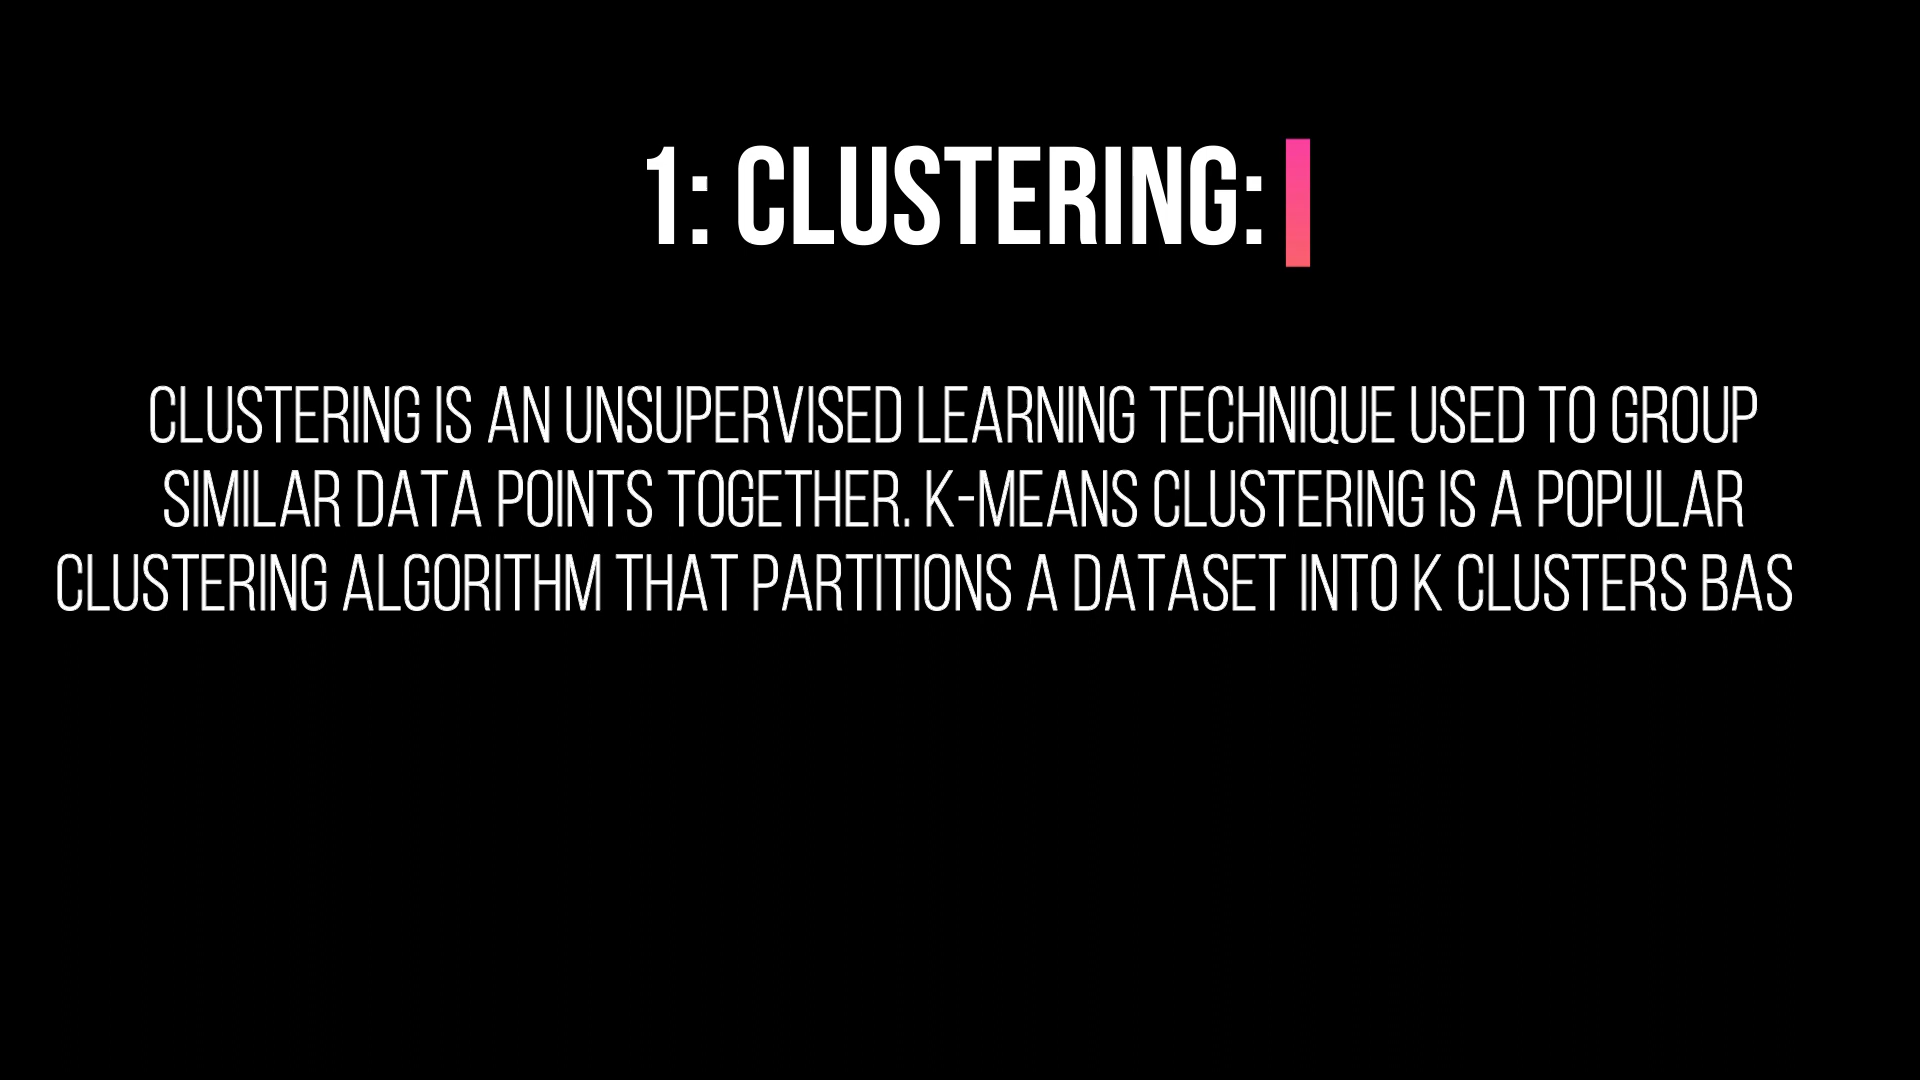 1: CLUSTERING:
CLUSTERING IS AN UNSUPERVISED LEARNING TECHNIQUE USED TO GROUP
SIMILAR DATA POINTS TOGETHER. K-MEANS CLUSTERING IS A POPULAR
CLUSTERING ALGORITHM THAT PARTITIONS A DATASET INTO K CLUSTERS BAS